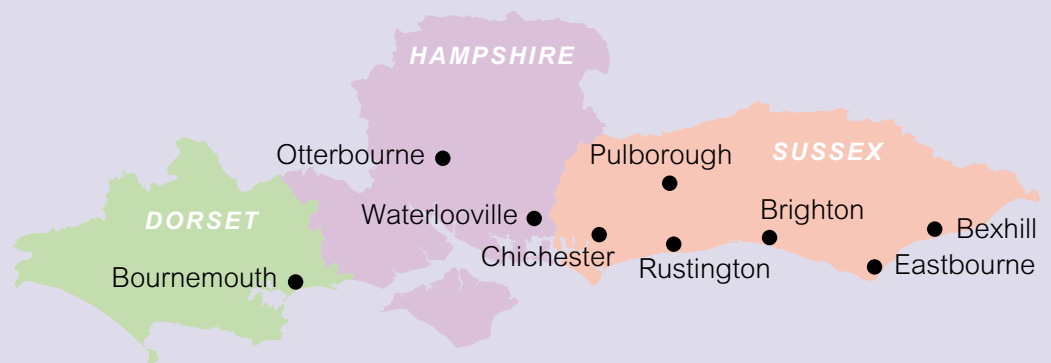 HAMPSHIRE
Otterbourne
Pulborough
SUSSEX
DORSET
Waterlooville
Brighton
Chichester
Rustington
Bexhill
Eastbourne
Bournemouth